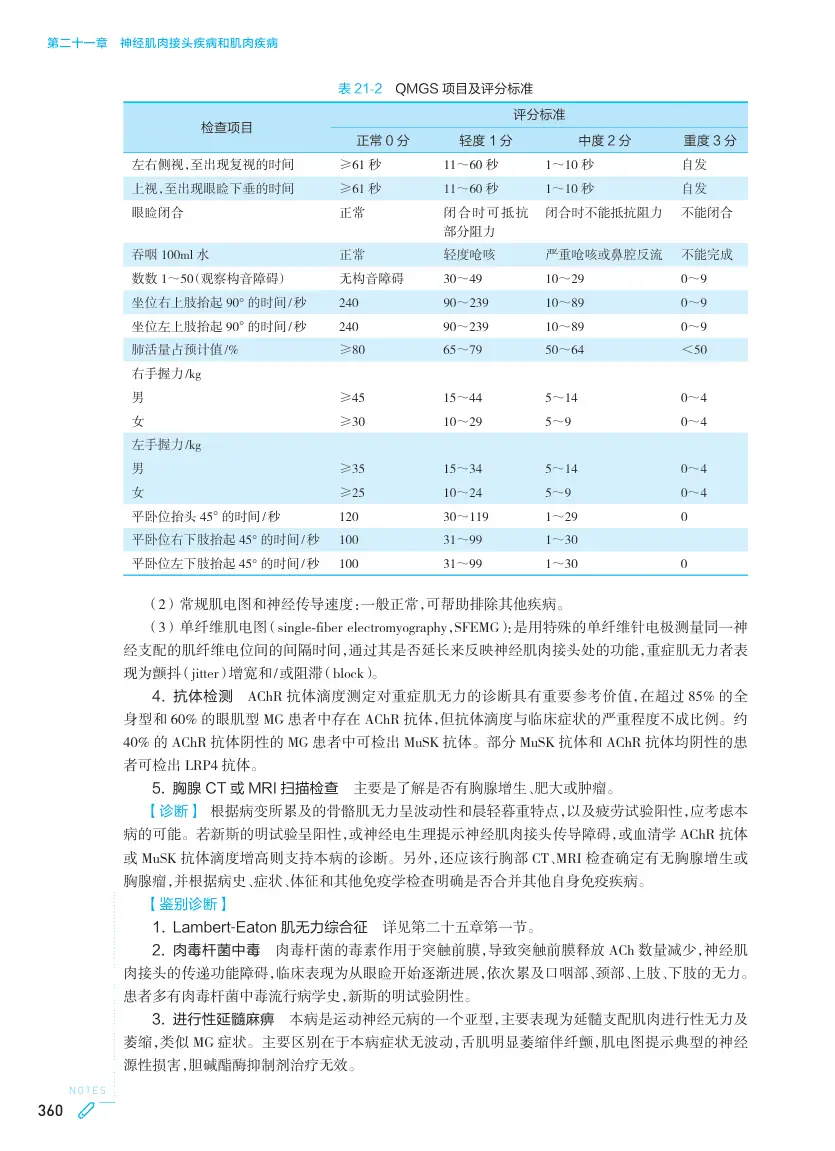 第二十一章　神经肌肉接头疾病和肌肉疾病
表 21-2　QMGS 项目及评分标准
检查项目　评分标准
正常 0 分　轻度 1 分　中度 2 分　重度 3 分
左右侧视,至出现复视的时间　≥61 秒　11～60 秒　1～10 秒　自发
上视,至出现眼睑下垂的时间　≥61 秒　11～60 秒　1～10 秒　自发
眼睑闭合　正常　闭合时可抵抗　闭合时不能抵抗阻力　不能闭合
部分阻力
吞咽 100ml 水　正常　轻度呛咳　严重呛咳或鼻腔反流　不能完成
数数 1～50(观察构音障碍)　无构音障碍　30～49　10～29　0～9
坐位右上肢抬起 90° 的时间/秒　240　90～239　10～89　0～9
坐位左上肢抬起 90° 的时间/秒　240　90～239　10～89　0～9
肺活量占预计值/%　≥80　65～79　50～64　＜50
右手握力/kg
男　≥45　15～44　5～14　0～4
女　≥30　10～29　5～9　0～4
左手握力/kg
男　≥35　15～34　5～14　0～4
女　≥25　10～24　5～9　0～4
平卧位抬头 45° 的时间/秒　120　30～119　1～29　0
平卧位右下肢抬起 45° 的时间/秒　100　31～99　1～30
平卧位左下肢抬起 45° 的时间/秒　100　31～99　1～30　0
（2）常规肌电图和神经传导速度:一般正常,可帮助排除其他疾病。
（3）单纤维肌电图(single-fiber electromyography,SFEMG):是用特殊的单纤维针电极测量同一神
经支配的肌纤维电位间的间隔时间,通过其是否延长来反映神经肌肉接头处的功能,重症肌无力者表
现为颤抖(jitter)增宽和/或阻滞(block)。
4. 抗体检测　AChR 抗体滴度测定对重症肌无力的诊断具有重要参考价值,在超过 85% 的全
身型和 60% 的眼肌型 MG 患者中存在 AChR 抗体,但抗体滴度与临床症状的严重程度不成比例。约
40% 的 AChR 抗体阴性的 MG 患者中可检出 MuSK 抗体。部分 MuSK 抗体和 AChR 抗体均阴性的患
者可检出 LRP4 抗体。
5. 胸腺 CT 或 MRI 扫描检查　主要是了解是否有胸腺增生、肥大或肿瘤。
【诊断】 根据病变所累及的骨骼肌无力呈波动性和晨轻暮重特点,以及疲劳试验阳性,应考虑本
病的可能。若新斯的明试验呈阳性,或神经电生理提示神经肌肉接头传导障碍,或血清学 AChR 抗体
或 MuSK 抗体滴度增高则支持本病的诊断。另外,还应该行胸部 CT、MRI 检查确定有无胸腺增生或
胸腺瘤,并根据病史、症状、体征和其他免疫学检查明确是否合并其他自身免疫疾病。
【鉴别诊断】
1. Lambert-Eaton 肌无力综合征　详见第二十五章第一节。
2. 肉毒杆菌中毒　肉毒杆菌的毒素作用于突触前膜,导致突触前膜释放 ACh 数量减少,神经肌
肉接头的传递功能障碍,临床表现为从眼睑开始逐渐进展,依次累及口咽部、颈部、上肢、下肢的无力。
患者多有肉毒杆菌中毒流行病学史,新斯的明试验阴性。
3. 进行性延髓麻痹　本病是运动神经元病的一个亚型,主要表现为延髓支配肌肉进行性无力及
萎缩,类似 MG 症状。主要区别在于本病症状无波动,舌肌明显萎缩伴纤颤,肌电图提示典型的神经
源性损害,胆碱酯酶抑制剂治疗无效。
NOTES
360